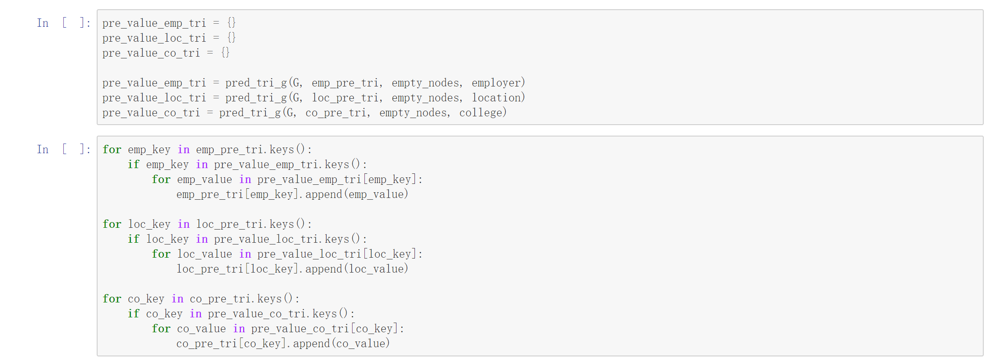 In [ ]: pre_value_emp_tri = {}
pre_value_loc_tri = {}
pre_value_co_tri = {}

pre_value_emp_tri = pred_tri_g(G, emp_pre_tri, empty_nodes, employer)
pre_value_loc_tri = pred_tri_g(G, loc_pre_tri, empty_nodes, location)
pre_value_co_tri = pred_tri_g(G, co_pre_tri, empty_nodes, college)

In [ ]: for emp_key in emp_pre_tri.keys():
    if emp_key in pre_value_emp_tri.keys():
        for emp_value in pre_value_emp_tri[emp_key]:
            emp_pre_tri[emp_key].append(emp_value)

for loc_key in loc_pre_tri.keys():
    if loc_key in pre_value_loc_tri.keys():
        for loc_value in pre_value_loc_tri[loc_key]:
            loc_pre_tri[loc_key].append(loc_value)

for co_key in co_pre_tri.keys():
    if co_key in pre_value_co_tri.keys():
        for co_value in pre_value_co_tri[co_key]:
            co_pre_tri[co_key].append(co_value)